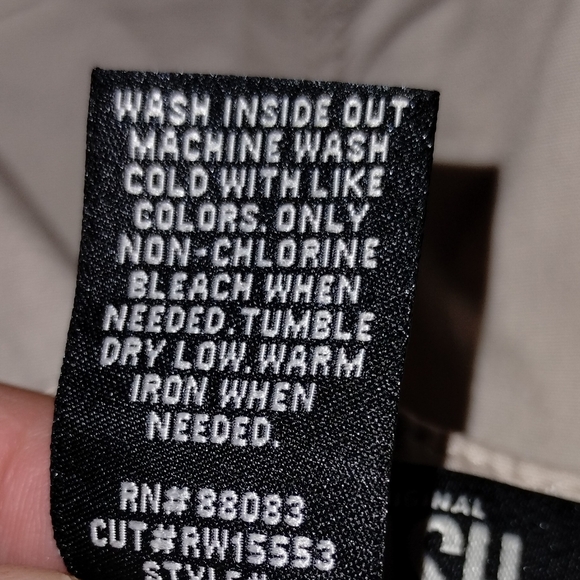 WASH INSIDE OUT
MACHINE WASH
COLD WITH LIKE
COLORS. ONLY
NON-CHLORINE
BLEACH WHEN
NEEDED. TUMBLE
DRY LOW. WARM
IRON WHEN
NEEDED.
RN# 88083
CUT#RW15553
STYLE#